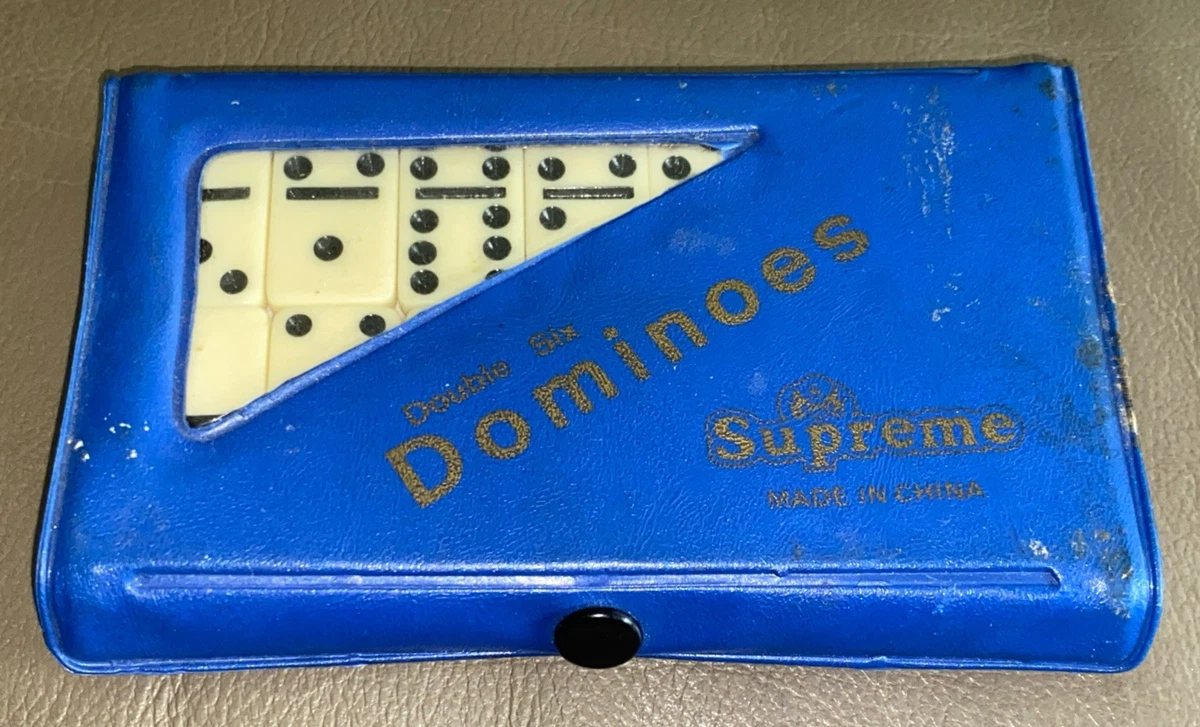 Double Six
Dominoes
Supreme
MADE IN CHINA